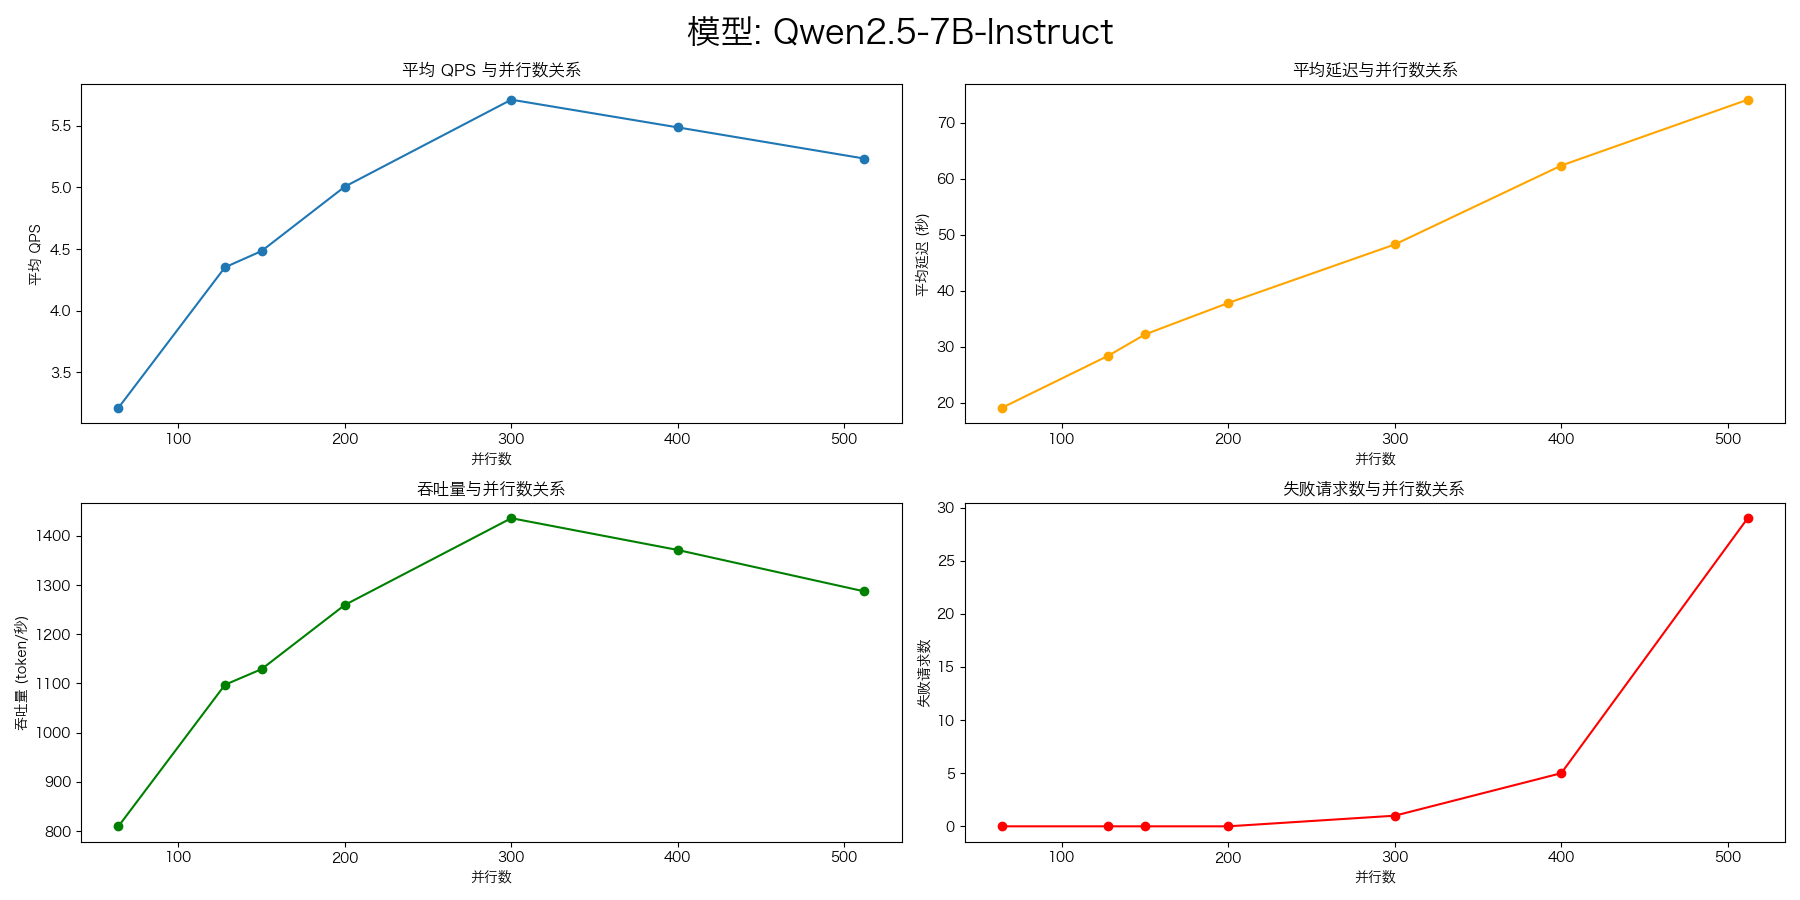 模型: Qwen2.5-7B-Instruct
平均 QPS 与并行数关系
平均 QPS
5.5
5.0
4.5
4.0
3.5
100 200 300 400 500
并行数
平均延迟与并行数关系
平均延迟 (秒)
70
60
50
40
30
20
100 200 300 400 500
并行数
吞吐量与并行数关系
吞吐量 (token/秒)
1400
1300
1200
1100
1000
900
800
100 200 300 400 500
并行数
失败请求数与并行数关系
失败请求数
30
25
20
15
10
5
0
100 200 300 400 500
并行数